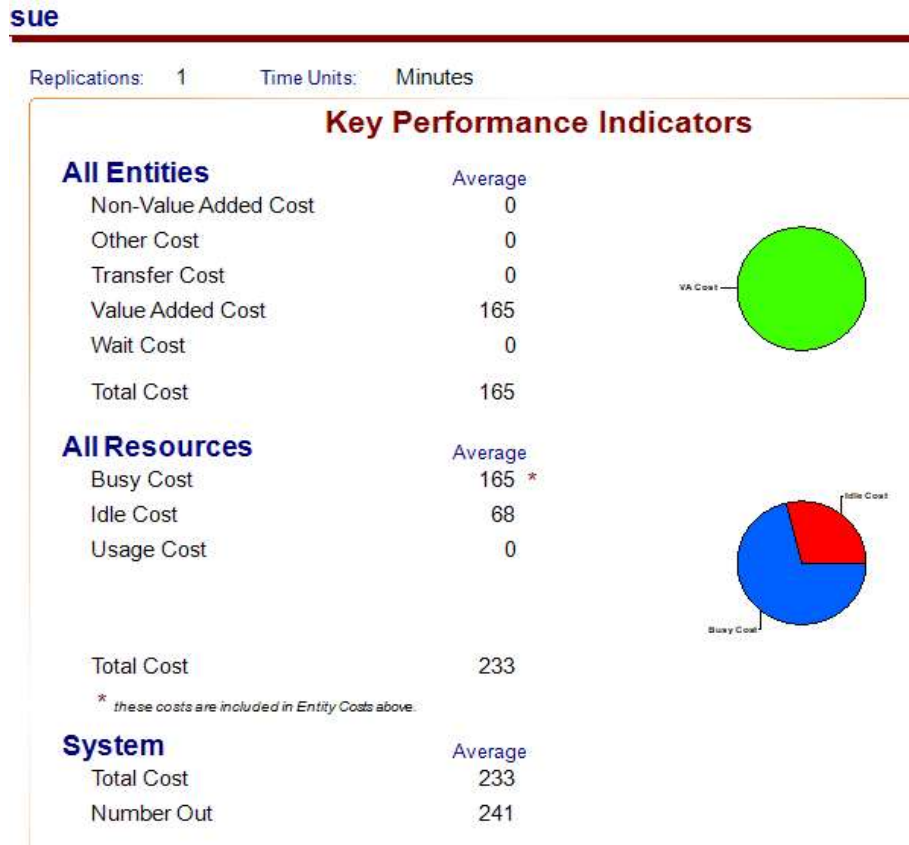 sue
Replications: 1 Time Units: Minutes
Key Performance Indicators
All Entities Average
Non-Value Added Cost 0
Other Cost 0
Transfer Cost 0
Value Added Cost 165
Wait Cost 0
Total Cost 165
VA Cost
All Resources Average
Busy Cost 165 *
Idle Cost 68
Usage Cost 0
Idle Cost
Busy Cost
Total Cost 233
* these costs are included in Entity Costs above.
System Average
Total Cost 233
Number Out 241